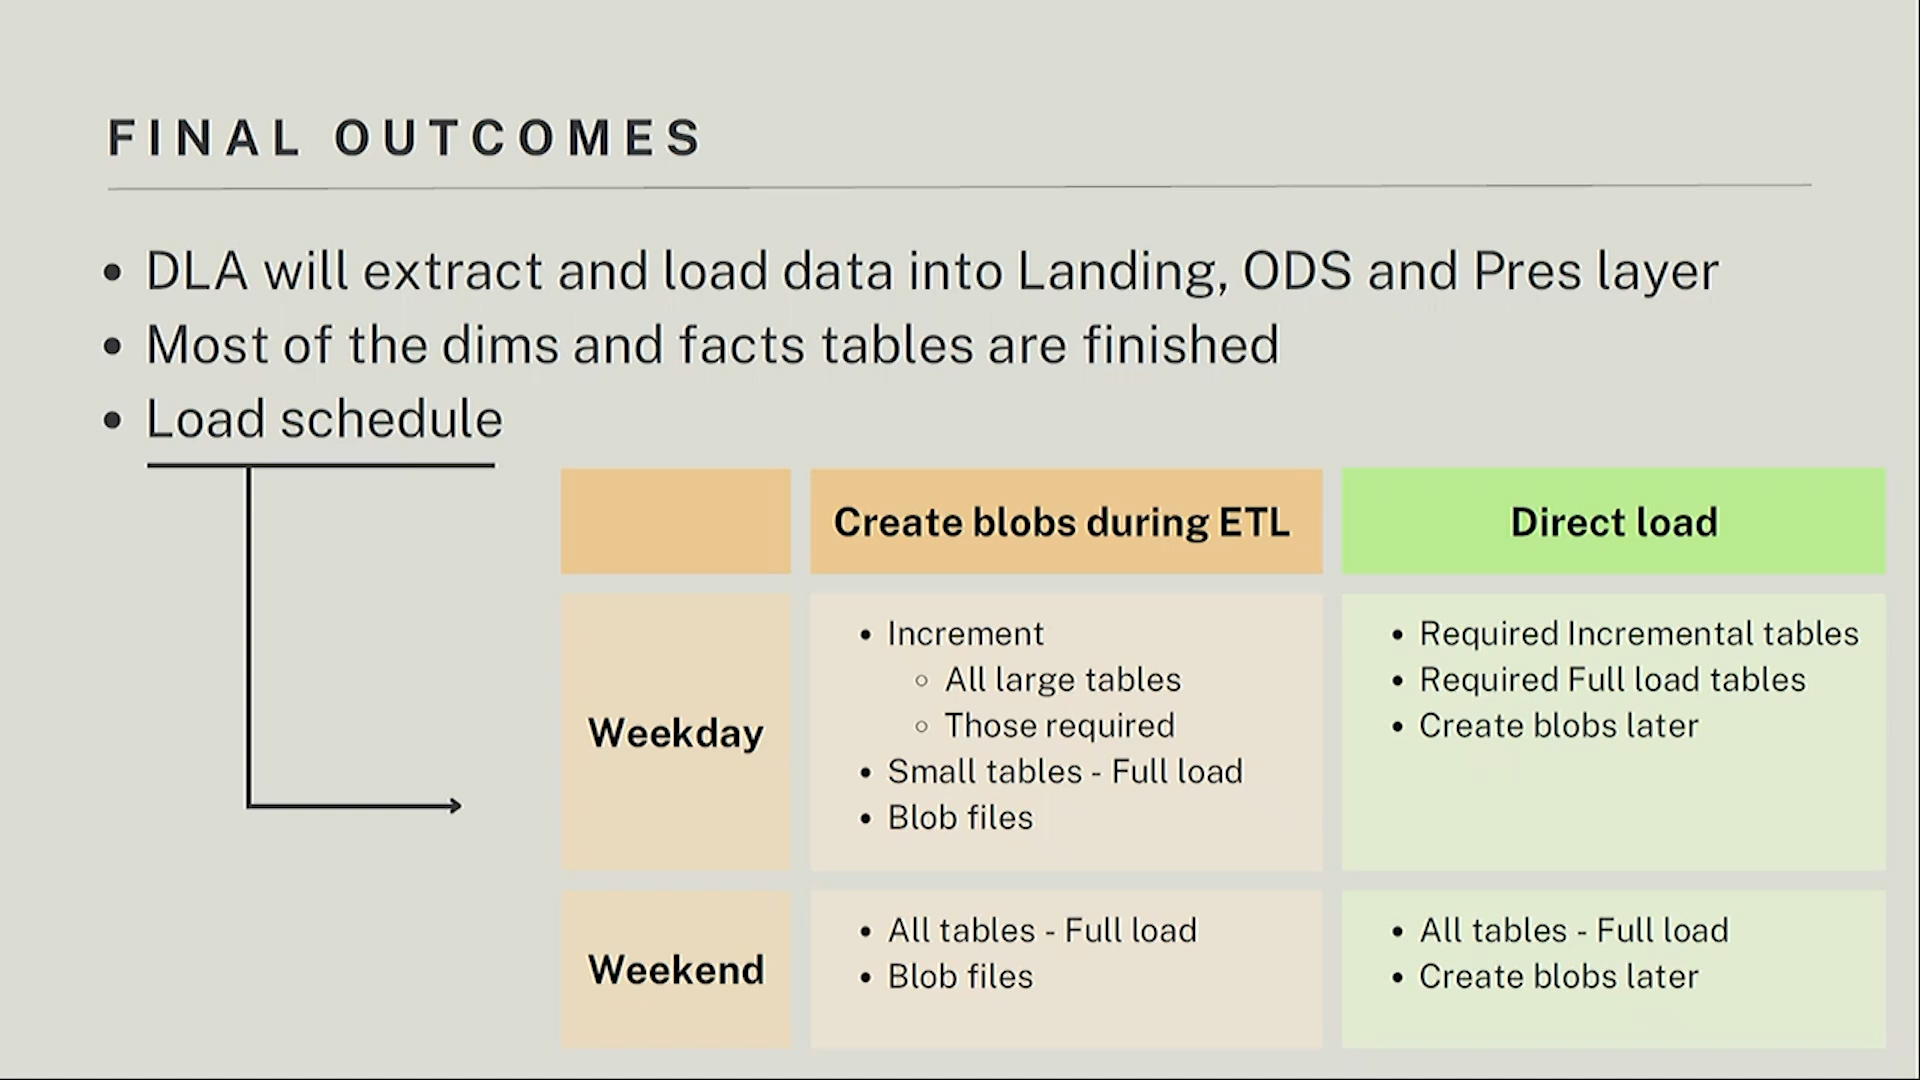 FINAL OUTCOMES
• DLA will extract and load data into Landing, ODS and Pres layer
• Most of the dims and facts tables are finished
• Load schedule
Create blobs during ETL
Direct load
Weekday
• Increment
◦ All large tables
◦ Those required
• Small tables - Full load
• Blob files
• Required Incremental tables
• Required Full load tables
• Create blobs later
Weekend
• All tables - Full load
• Blob files
• All tables - Full load
• Create blobs later